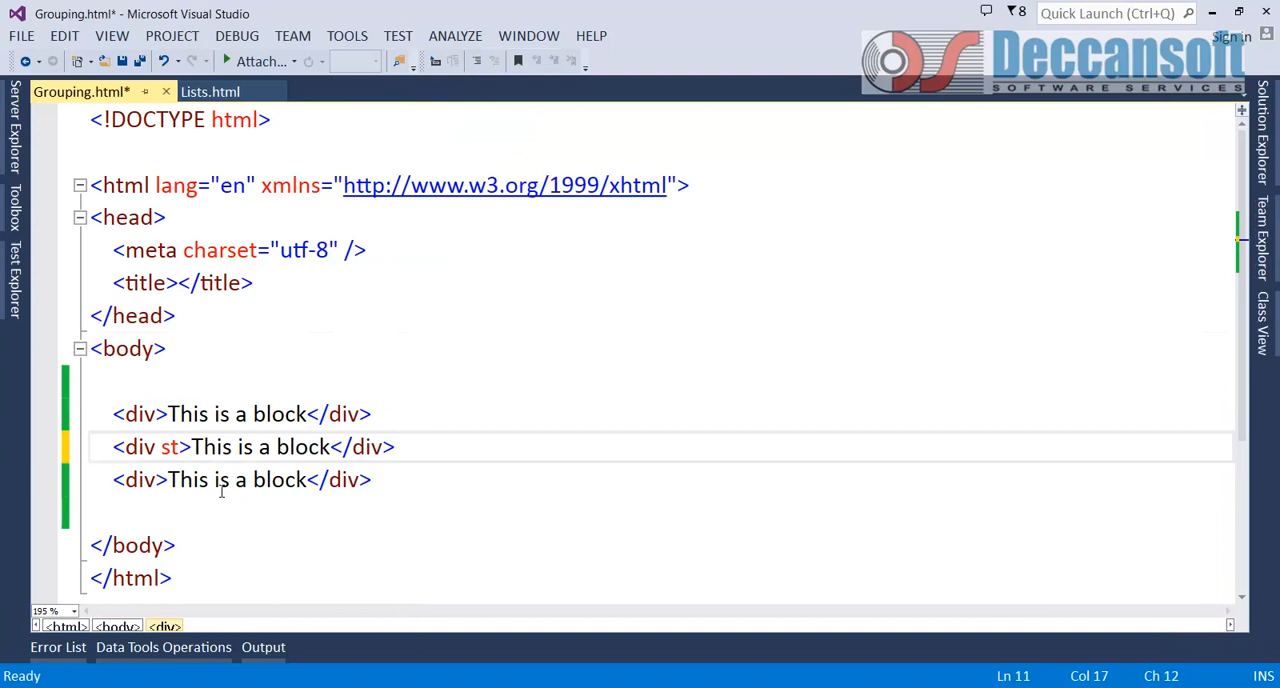 Grouping.html* - Microsoft Visual Studio
8
Quick Launch (Ctrl+Q)
FILE EDIT VIEW PROJECT DEBUG TEAM TOOLS TEST ANALYZE WINDOW HELP
Sign in
Attach...
DS Deccansoft
SOFTWARE SERVICES
Grouping.html* Lists.html
Server Explorer
Toolbox
Test Explorer
Solution Explorer
Team Explorer
Class View
<!DOCTYPE html>
<html lang="en" xmlns="http://www.w3.org/1999/xhtml">
<head>
<meta charset="utf-8" />
<title></title>
</head>
<body>
<div>This is a block</div>
<div st>This is a block</div>
<div>This is a block</div>
</body>
</html>
195 %
<html> <body> <div>
Error List Data Tools Operations Output
Ready Ln 11 Col 17 Ch 12 INS